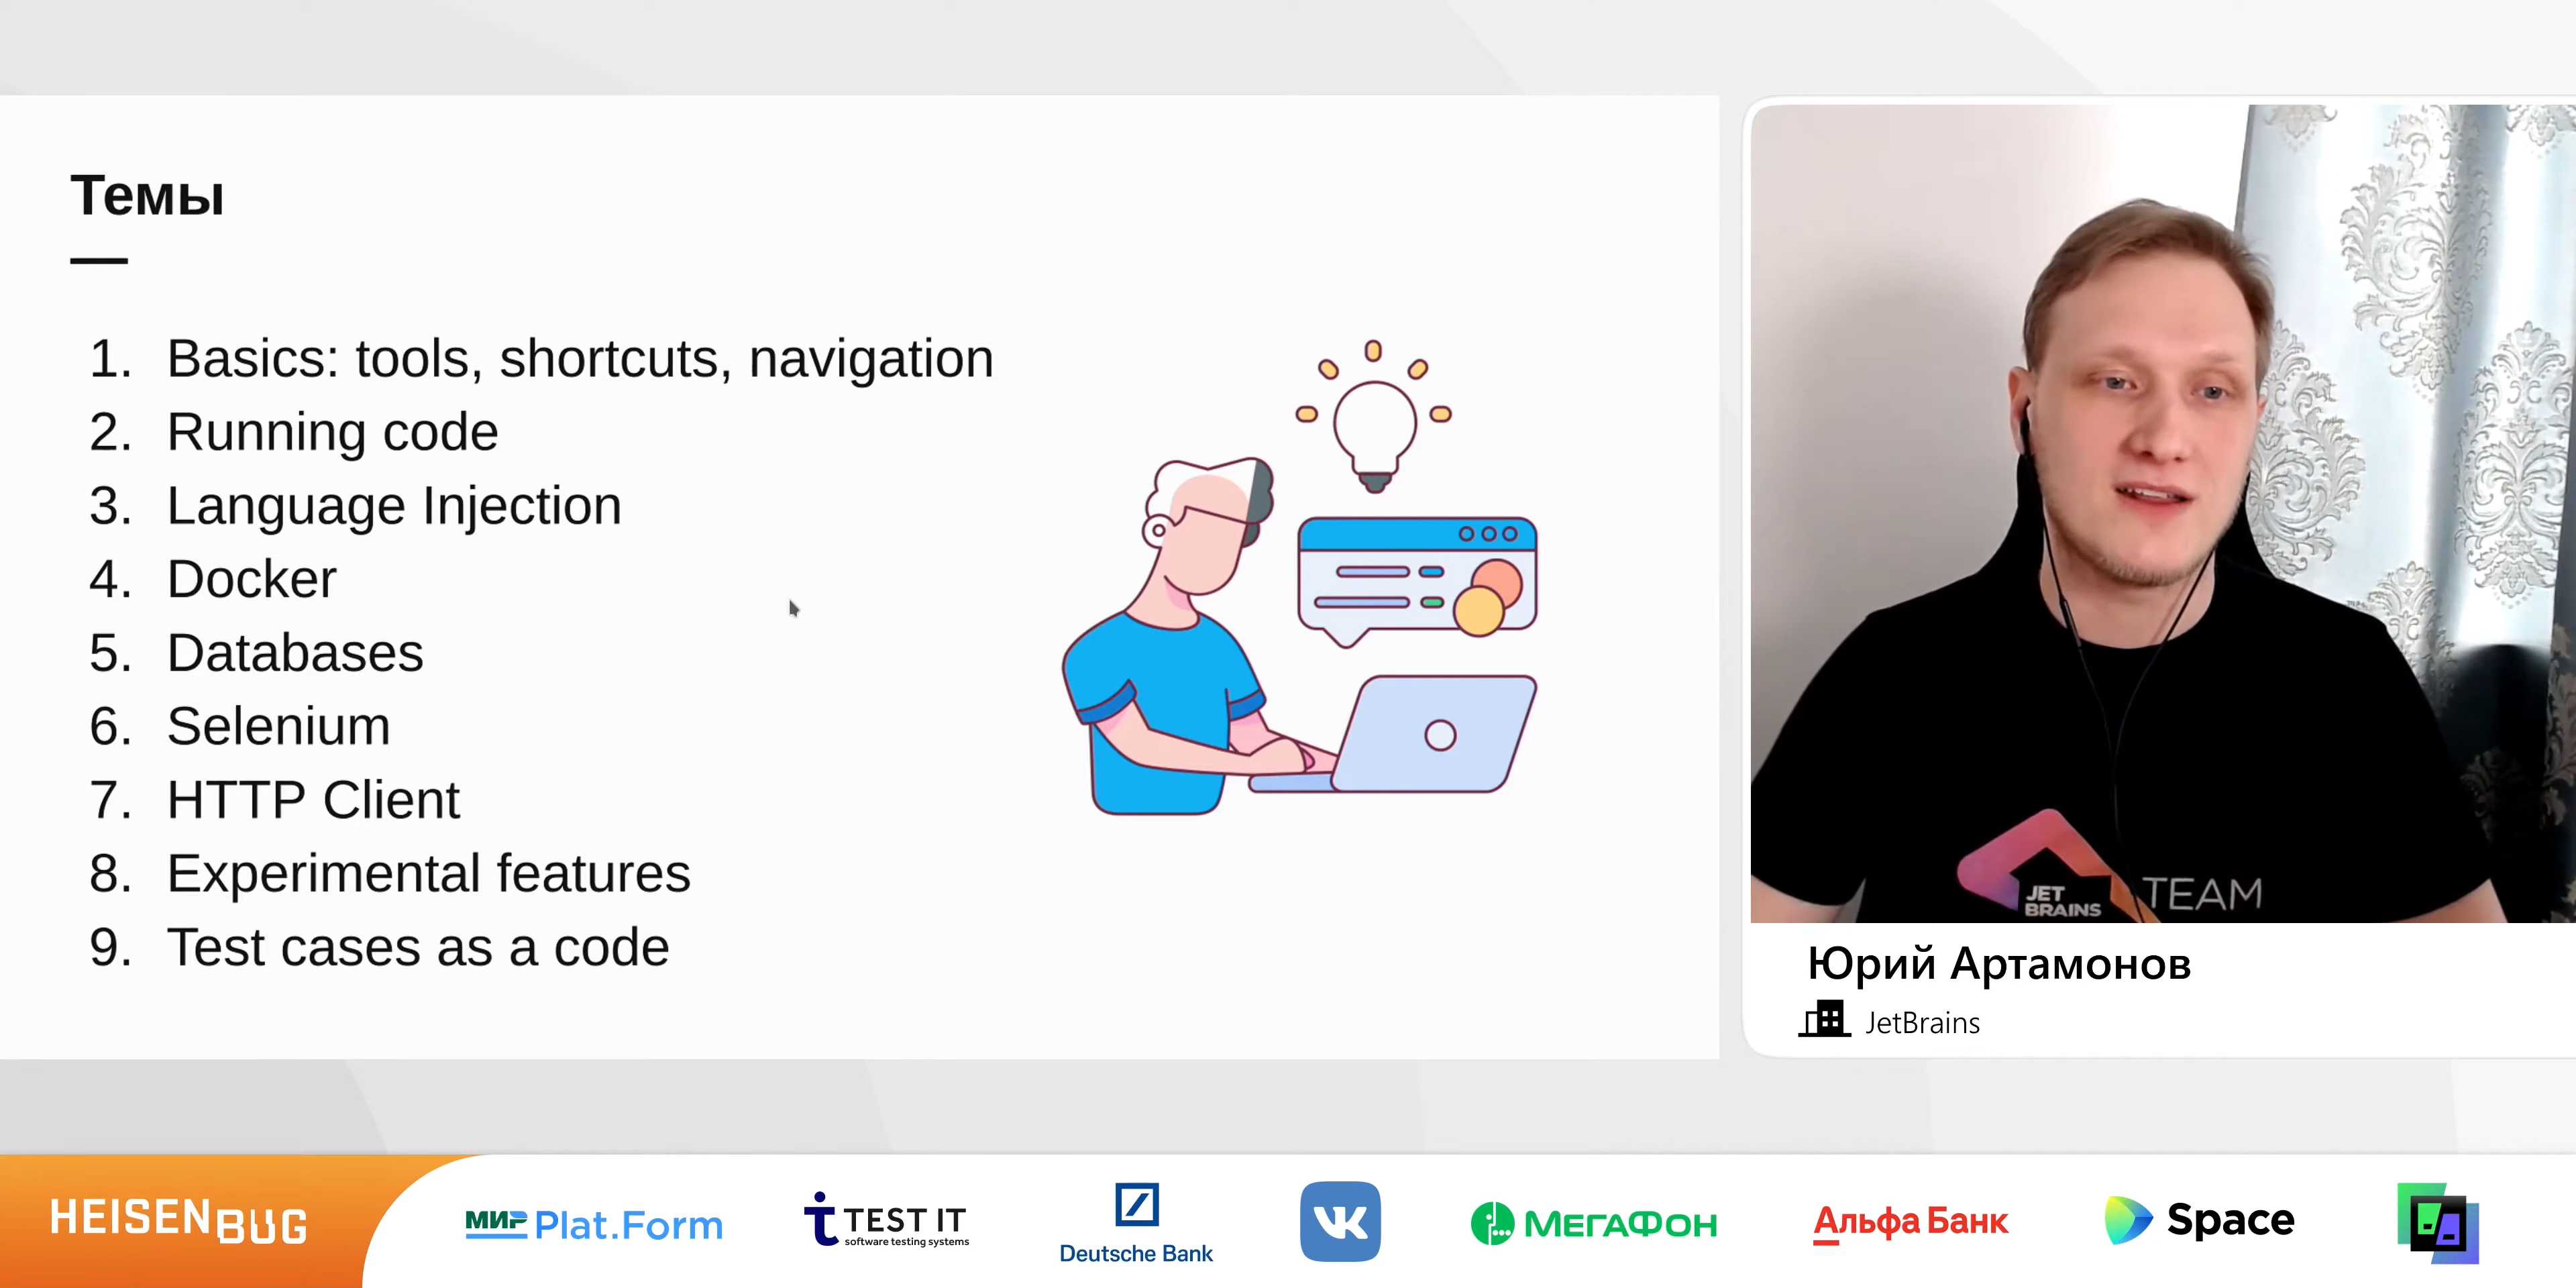 Темы
1. Basics: tools, shortcuts, navigation
2. Running code
3. Language Injection
4. Docker
5. Databases
6. Selenium
7. HTTP Client
8. Experimental features
9. Test cases as a code
JET
BRAINS TEAM
Юрий Артамонов
JetBrains
HEISENBUG
МИР Plat.Form
TEST IT
software testing systems
Deutsche Bank
VK
МЕГАФОН
Альфа Банк
Space